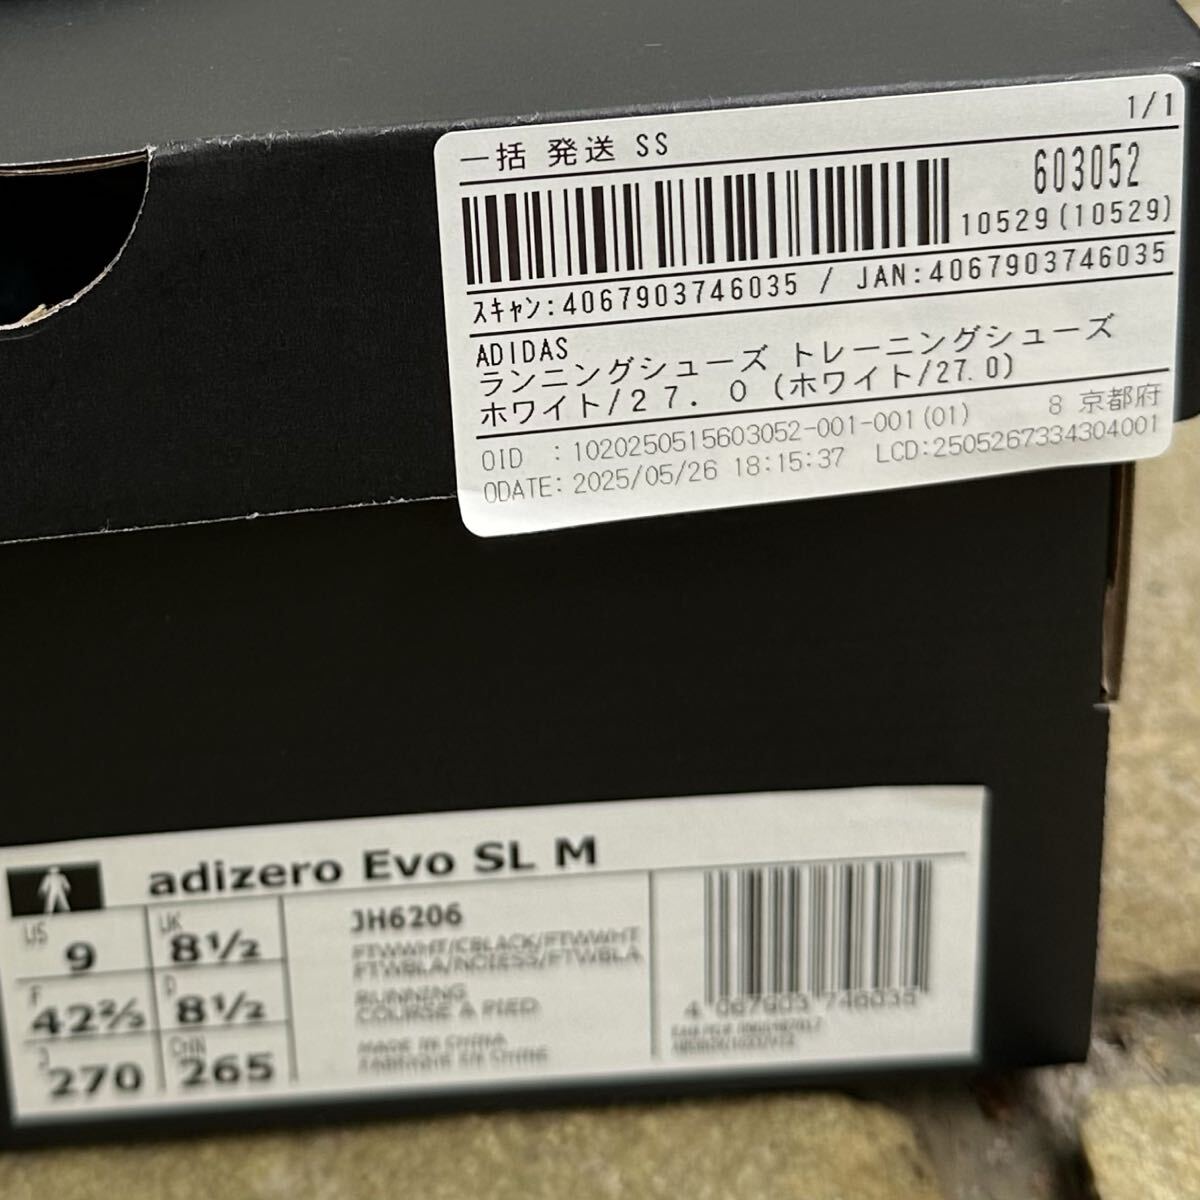 一括 発送 SS
1/1
603052
10529(10529)
スキャン:4067903746035 / JAN:4067903746035
ADIDAS
ランニングシューズ トレーニングシューズ
ホワイト/27.0(ホワイト/27.0)
OID :1020250515603052-001-001(01)
8 京都府
ODATE:2025/05/26 18:15:37
LCD:2505267334304001
adizero Evo SL M
US 9
UK 8½
F 42⅔
D 8½
J 270
CHN 265
JH6206
FTWWHT/CBLACK/FTWWHT
FTWBLA/NOIESS/FTWBLA
RUNNING
COURSE A PIED
MADE IN CHINA
FABRIQUE EN CHINE
4 067903 746035